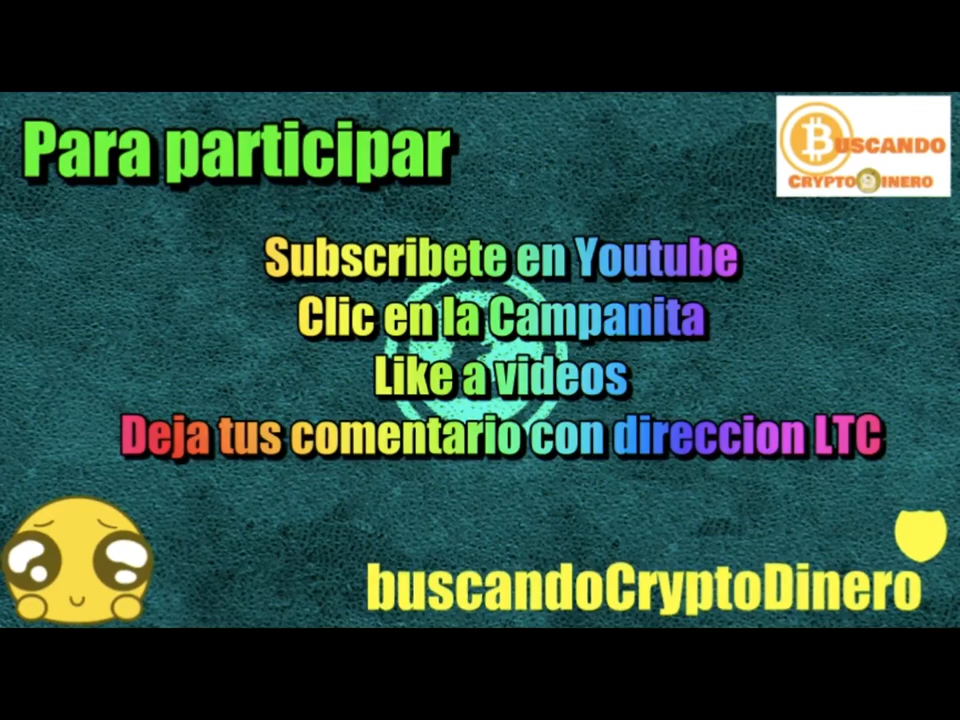 Para participar
BUSCANDO
CRYPTO DINERO
Subscribete en Youtube
Clic en la Campanita
Like a videos
Deja tus comentario con direccion LTC
buscandoCryptoDinero